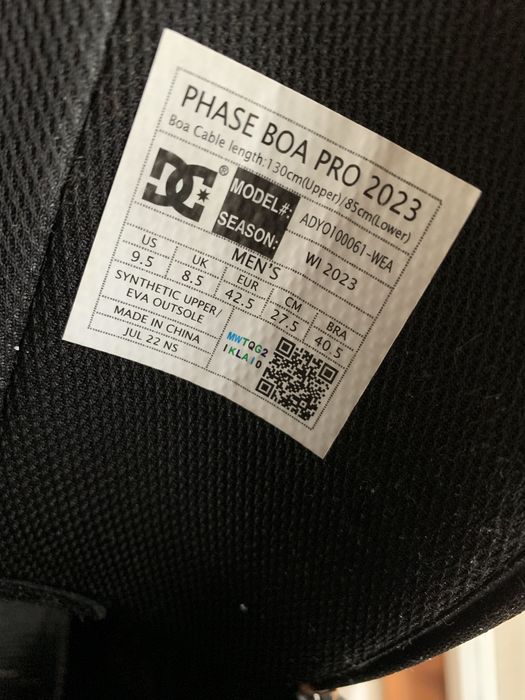 PHASE BOA PRO 2023
Boa Cable length:130cm(Upper)/85cm(Lower)
DC® MODEL#: ADYO100061-WEA
SEASON: WI 2023
MEN'S
US UK EUR CM BRA
9.5 8.5 42.5 27.5 40.5
SYNTHETIC UPPER/
EVA OUTSOLE
MADE IN CHINA
JUL 22 NS
MWTQG2
IKLAI0